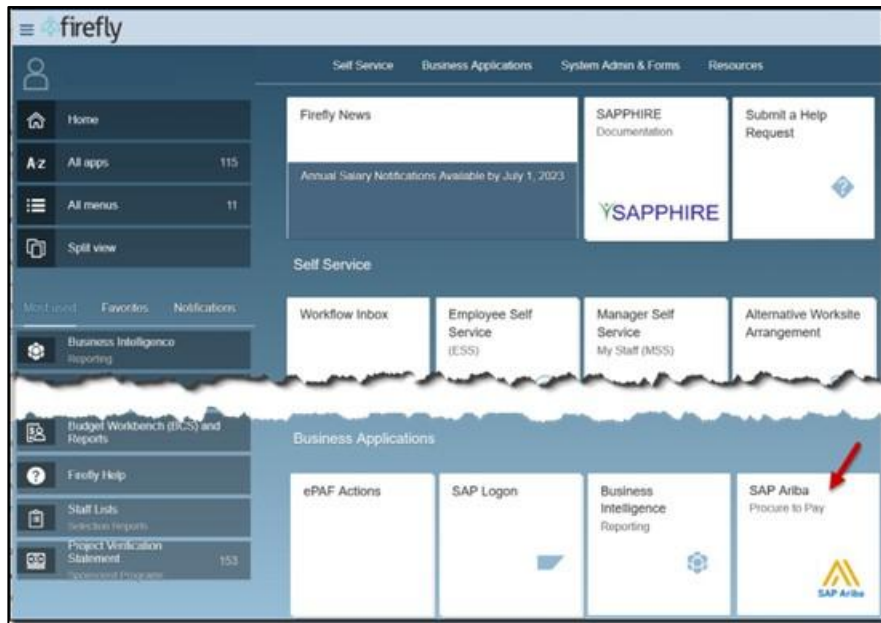 firefly
Self Service
Business Applications
System Admin & Forms
Resources
Home
All apps
115
All menus
11
Split view
Most used
Favorites
Notifications
Business Intelligence
Reporting
Budget Workbench (BCS) and
Reports
Firefly Help
Staff Lists
Selection Reports
Project Verification
Statement
153
Sponsored Programs
Firefly News
Annual Salary Notifications Available by July 1, 2023
SAPPHIRE
Documentation
SAPPHIRE
Submit a Help
Request
Self Service
Workflow Inbox
Employee Self
Service
(ESS)
Manager Self
Service
My Staff (MSS)
Alternative Worksite
Arrangement
Business Applications
ePAF Actions
SAP Logon
Business
Intelligence
Reporting
SAP Ariba
Procure to Pay
SAP Ariba